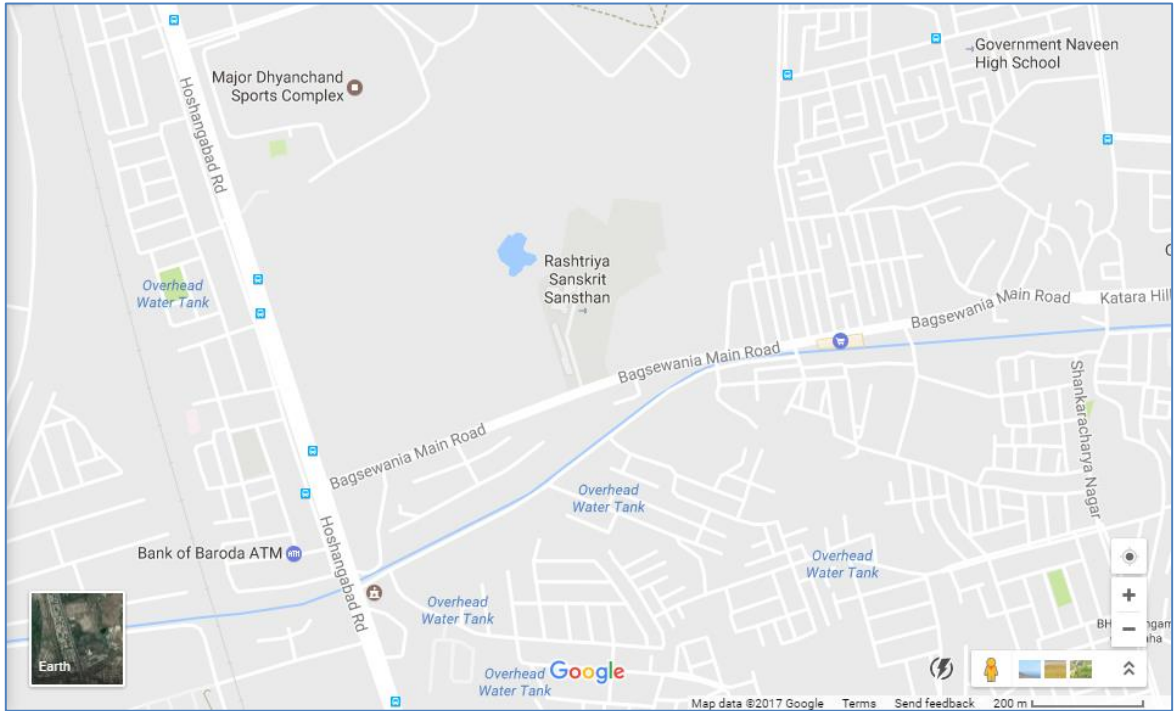 Government Naveen
High School
Major Dhyanchand
Sports Complex
Hoshangabad Rd
Rashtriya
Sanskrit
Sansthan
Overhead
Water Tank
Bagsewania Main Road
Katara Hill
Bagsewania Main Road
Shankaracharya Nagar
Bagsewania Main Road
Overhead
Water Tank
Hoshangabad Rd
Bank of Baroda ATM
ATM
Overhead
Water Tank
Overhead
Water Tank
Overhead
Water Tank
Earth
Google
Map data ©2017 Google Terms Send feedback 200 m